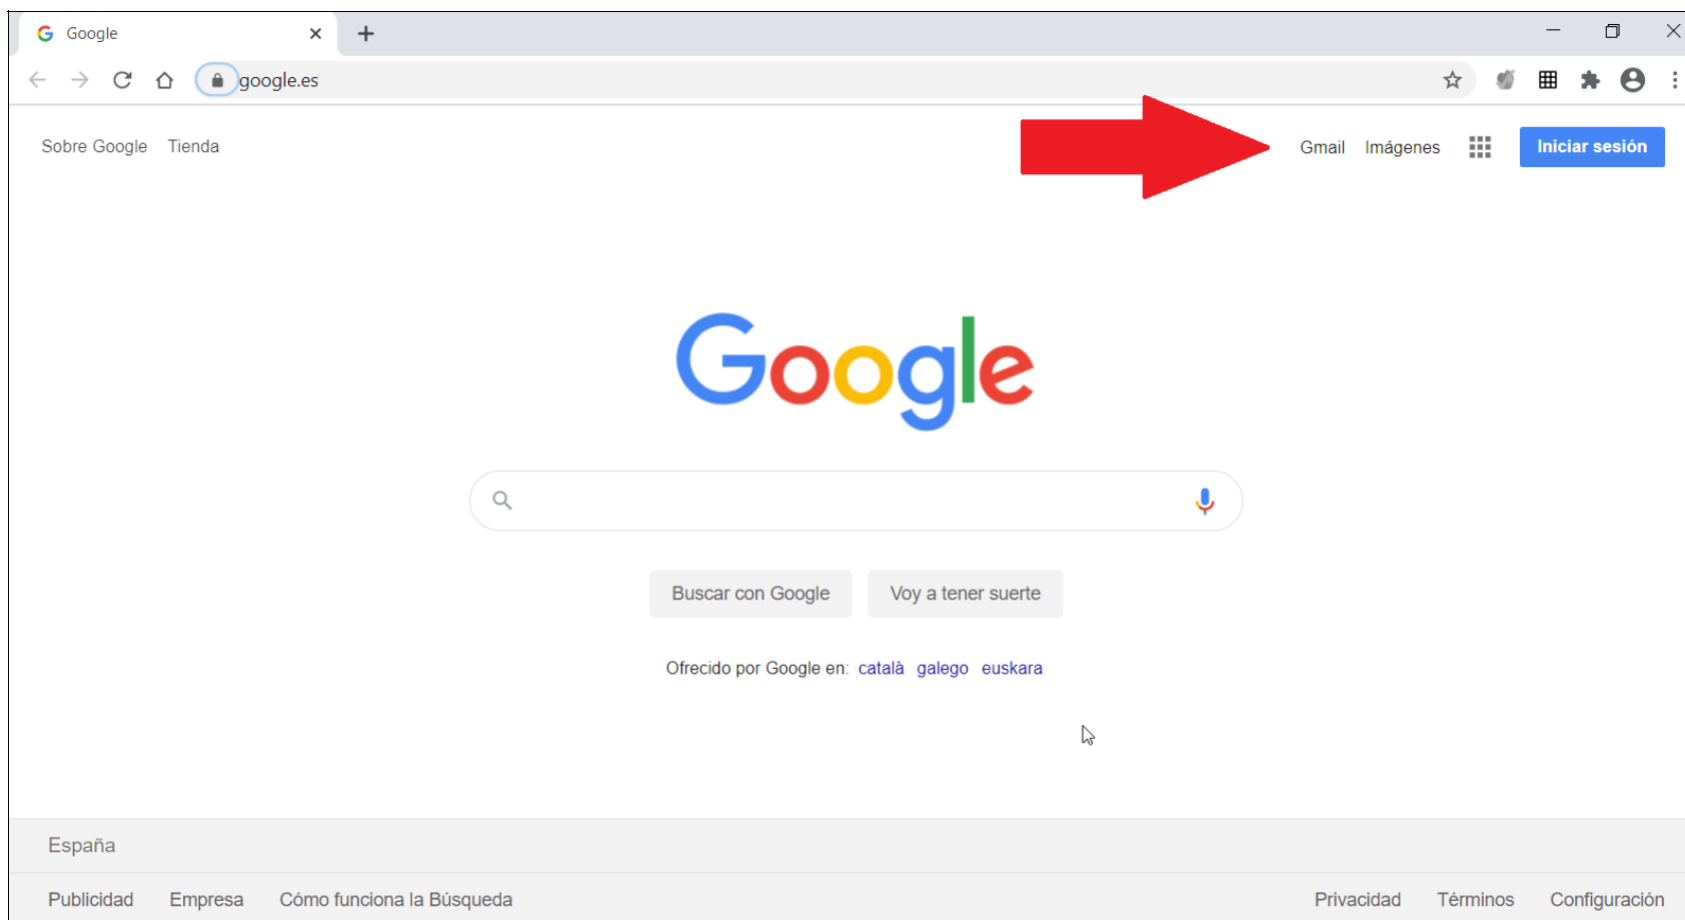 Google
google.es
Sobre Google Tienda
Gmail Imágenes Iniciar sesión
Google
Buscar con Google Voy a tener suerte
Ofrecido por Google en: català galego euskara
España
Publicidad Empresa Cómo funciona la Búsqueda Privacidad Términos Configuración